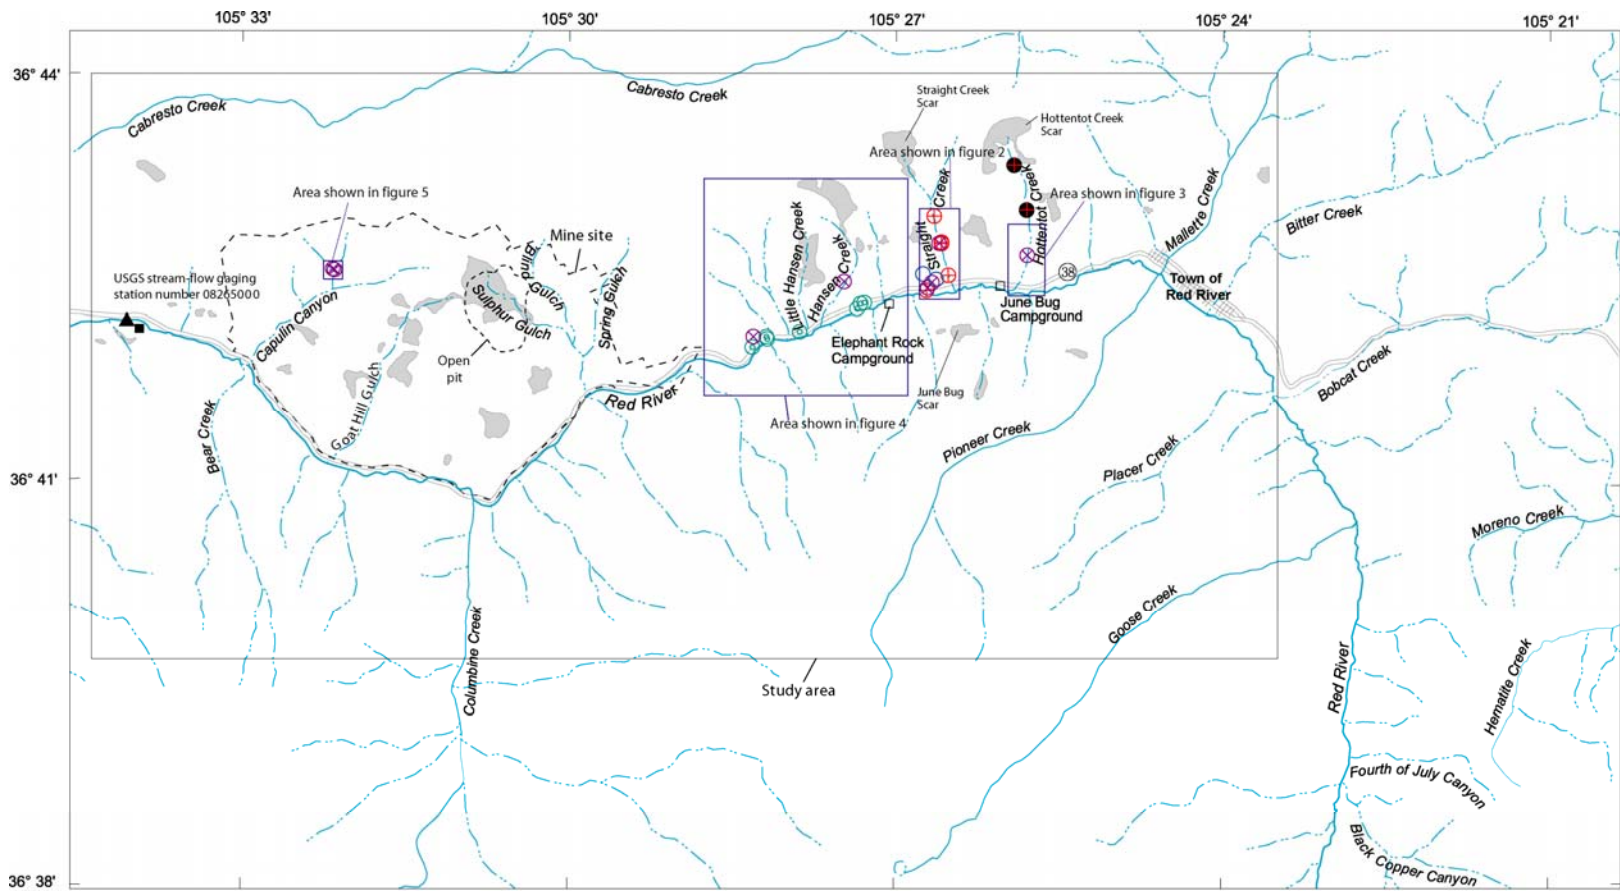 105° 33'
105° 30'
105° 27'
105° 24'
105° 21'
36° 44'
Cabresto Creek
Cabresto Creek
Straight Creek
Scar
Hottentot Creek
Scar
Area shown in figure 2
Area shown in figure 5
Area shown in figure 3
Straight
Creek
Hottentot
Creek
Mallette Creek
Bitter Creek
Mine site
USGS stream-flow gaging
station number 08265000
Capulin Canyon
Sulphur Gulch
Blind
Gulch
Spring Gulch
Little Hansen Creek
Hansen
Creek
38
Town of
Red River
June Bug
Campground
Elephant Rock
Campground
Open
pit
Goat Hill Gulch
Bear Creek
Red River
June Bug
Scar
Area shown in figure 4
Bobcat Creek
Pioneer Creek
Placer Creek
36° 41'
Moreno Creek
Goose Creek
Columbine Creek
Study area
Red River
Hematite Creek
Fourth of July Canyon
Black Copper Canyon
36° 38'